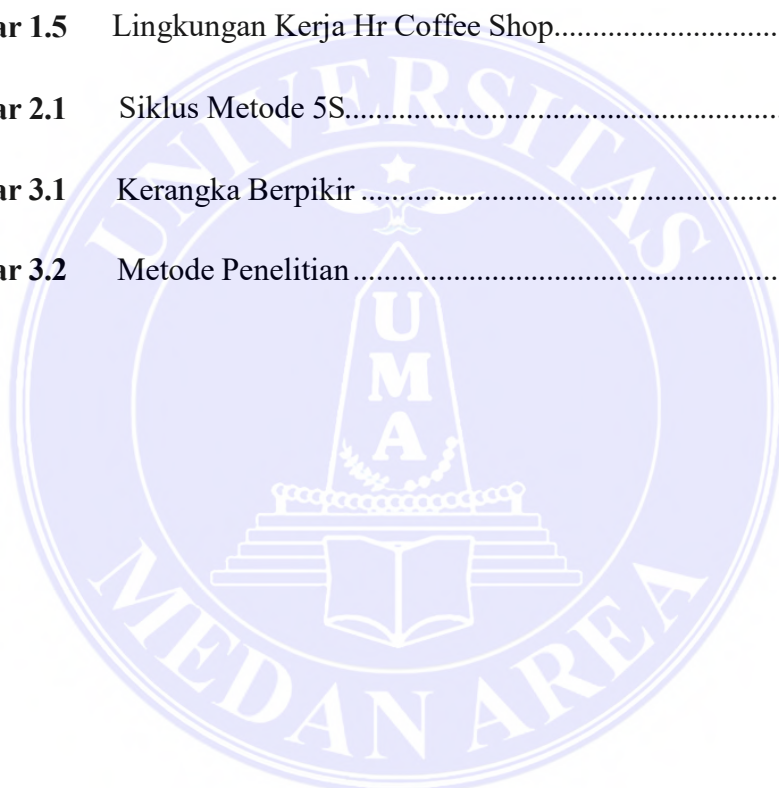 ar 1.5 Lingkungan Kerja Hr Coffee Shop......................................
ar 2.1 Siklus Metode 5S................................................................
ar 3.1 Kerangka Berpikir ..............................................................
ar 3.2 Metode Penelitian...............................................................
UNIVERSITAS
U
M
A
MEDAN AREA